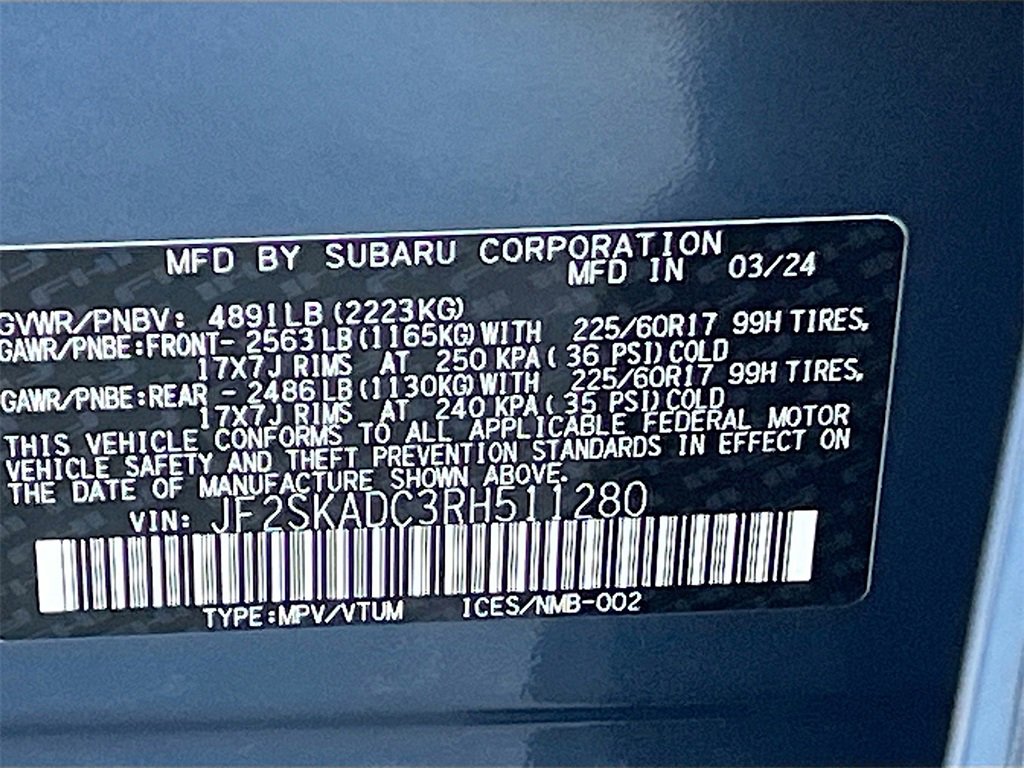 MFD BY SUBARU CORPORATION
MFD IN 03/24
GVWR/PNBV: 4891LB (2223KG)
GAWR/PNBE:FRONT- 2563 LB (1165KG) WITH 225/60R17 99H TIRES,
17X7J RIMS AT 250 KPA ( 36 PSI) COLD
GAWR/PNBE:REAR - 2486 LB (1130KG) WITH 225/60R17 99H TIRES,
17X7J RIMS AT 240 KPA ( 35 PSI) COLD
THIS VEHICLE CONFORMS TO ALL APPLICABLE FEDERAL MOTOR
VEHICLE SAFETY AND THEFT PREVENTION STANDARDS IN EFFECT ON
THE DATE OF MANUFACTURE SHOWN ABOVE.
VIN: JF2SKADC3RH511280
TYPE:MPV/VTUM ICES/NMB-002